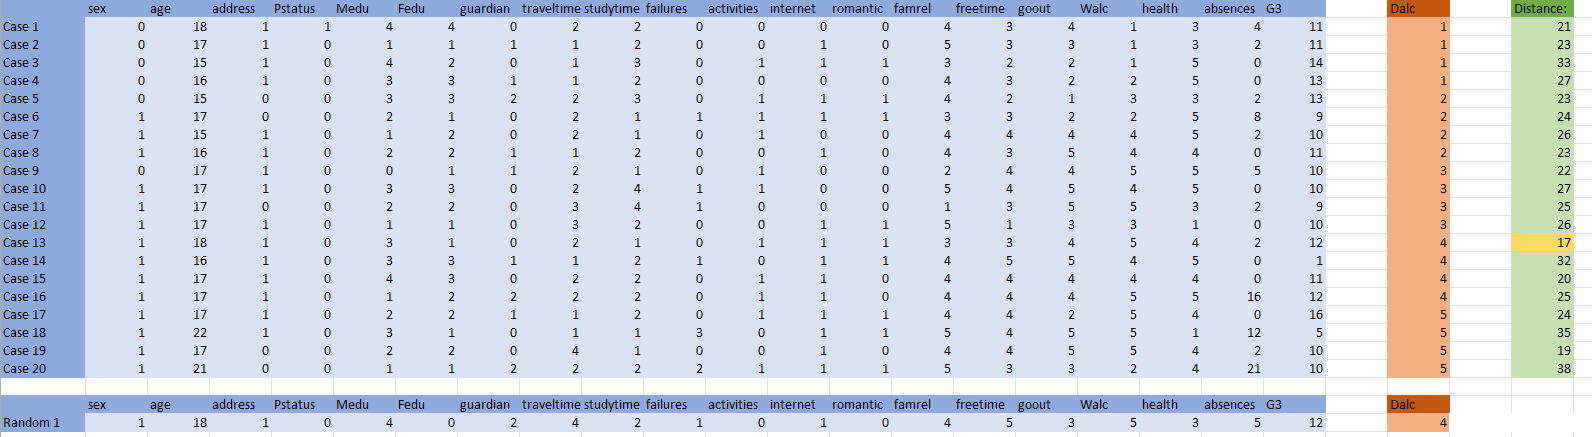 sex age address Pstatus Medu Fedu guardian traveltime studytime failures activities internet romantic famrel freetime goout Walc health absences G3 Dalc Distance:
Case 1 0 18 1 1 4 4 0 2 2 0 0 0 0 4 3 4 1 3 4 11 1 21
Case 2 0 17 1 0 1 1 1 1 2 0 0 1 0 5 3 3 1 3 2 11 1 23
Case 3 0 15 1 0 4 2 0 1 3 0 1 1 1 3 2 2 1 5 0 14 1 33
Case 4 0 16 1 0 3 3 1 1 2 0 0 0 0 4 3 2 2 5 0 13 1 27
Case 5 0 15 0 0 3 3 2 2 3 0 1 1 1 4 2 1 3 3 2 13 2 23
Case 6 1 17 0 0 2 1 0 2 1 1 1 1 1 3 3 2 2 5 8 9 2 24
Case 7 1 15 1 0 1 2 0 2 1 0 1 0 0 4 4 4 4 5 2 10 2 26
Case 8 1 16 1 0 2 2 1 1 2 0 0 1 0 4 3 5 4 4 0 11 2 23
Case 9 0 17 1 0 0 1 1 2 1 0 0 0 0 2 4 4 5 5 5 10 3 22
Case 10 1 17 1 0 3 3 0 2 4 1 1 0 0 5 4 5 4 5 0 10 3 27
Case 11 1 17 0 0 2 2 0 3 4 1 0 0 0 1 3 5 5 3 2 9 3 25
Case 12 1 17 1 0 1 1 0 3 2 0 0 1 1 5 1 3 3 1 0 10 3 26
Case 13 1 18 1 0 3 1 0 2 1 0 1 1 1 3 3 4 5 4 2 12 4 17
Case 14 1 16 1 0 3 3 1 1 2 1 0 1 1 4 5 5 4 5 0 1 4 32
Case 15 1 17 1 0 4 3 0 2 2 0 1 1 0 4 4 4 4 4 0 11 4 20
Case 16 1 17 1 0 1 2 2 2 2 0 1 1 0 4 4 4 5 5 16 12 4 25
Case 17 1 17 1 0 2 2 1 1 2 0 1 1 1 4 4 2 5 4 0 16 5 24
Case 18 1 22 1 0 3 1 0 1 1 3 0 1 1 5 4 5 5 1 12 5 5 35
Case 19 1 17 0 0 2 2 0 4 1 0 0 1 0 4 4 5 5 4 2 10 5 19
Case 20 1 21 0 0 1 1 2 2 2 2 1 1 1 5 3 3 2 4 21 10 5 38
sex age address Pstatus Medu Fedu guardian traveltime studytime failures activities internet romantic famrel freetime goout Walc health absences G3 Dalc
Random 1 1 18 1 0 4 0 2 4 2 1 0 1 0 4 5 3 5 3 5 12 4